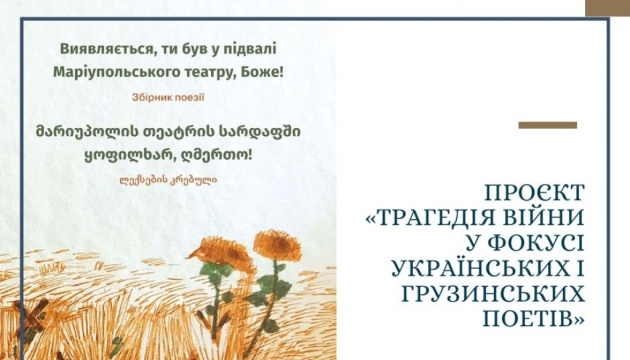 Виявляється, ти був у підвалі
Маріупольського театру, Боже!
Збірник поезії
მარიუპოლის თეატრის სარდაფში
ყოფილხარ, ღმერთო!
ლექსების კრებული
ПРОЄКТ
«ТРАГЕДІЯ ВІЙНИ
У ФОКУСІ
УКРАЇНСЬКИХ І
ГРУЗИНСЬКИХ
ПОЕТІВ»